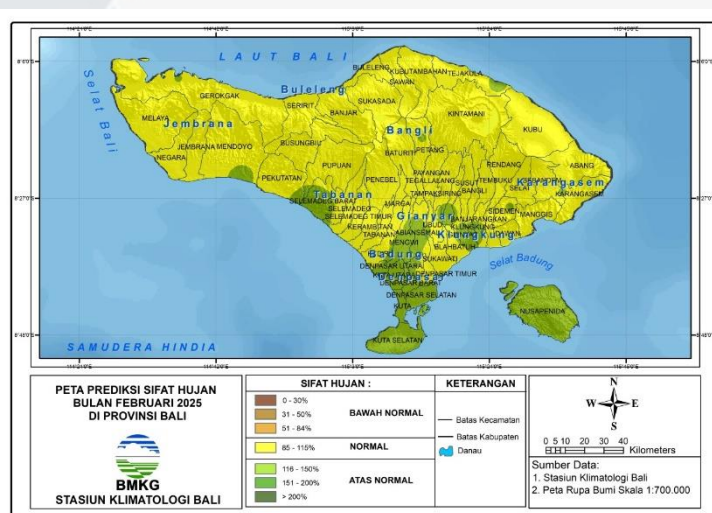 LAUT BALI
Selat Bali
BULELENG
KUBUTAMBAHAN
TEJAKULA
SAWAN
Buleleng
GEROKGAK
SERIRIT
BANJAR
SUKASADA
KINTAMANI
MELAYA
Jembrana
Bangli
KUBU
NEGARA
JEMBRANA
MENDOYO
BUSUNGBIU
PUPUAN
BATURITI
PETANG
PEKUTATAN
PENEBEL
PAYANGAN
TEGALLALANG
SUSUT
TEMBUKU
RENDANG
ABANG
Tabanan
TAMPAKSIRING
BANGLI
SELAT
Karangasem
SELEMADEG BARAT
SELEMADEG
SELEMADEG TIMUR
MARGA
Gianyar
UBUD
BANJARANGKAN
SIDEMEN
MANGGIS
KARANGASEM
KERAMBITAN
TABANAN
ABIANSEMAL
Klungkung
KLUNGKUNG
MENGWI
BLAHBATUH
Badung
SUKAWATI
DENPASAR UTARA
Denpasar
DENPASAR TIMUR
DENPASAR BARAT
DENPASAR SELATAN
KUTA
KUTA SELATAN
Selat Badung
NUSAPENIDA
SAMUDERA HINDIA
PETA PREDIKSI SIFAT HUJAN
BULAN FEBRUARI 2025
DI PROVINSI BALI
BMKG
STASIUN KLIMATOLOGI BALI
SIFAT HUJAN :
0 - 30%
31 - 50%
51 - 84%
BAWAH NORMAL
85 - 115%
NORMAL
116 - 150%
151 - 200%
> 200%
ATAS NORMAL
KETERANGAN
Batas Kecamatan
Batas Kabupaten
Danau
N
W
E
S
0 5 10 20 30 40
Kilometers
Sumber Data:
1. Stasiun Klimatologi Bali
2. Peta Rupa Bumi Skala 1:700.000